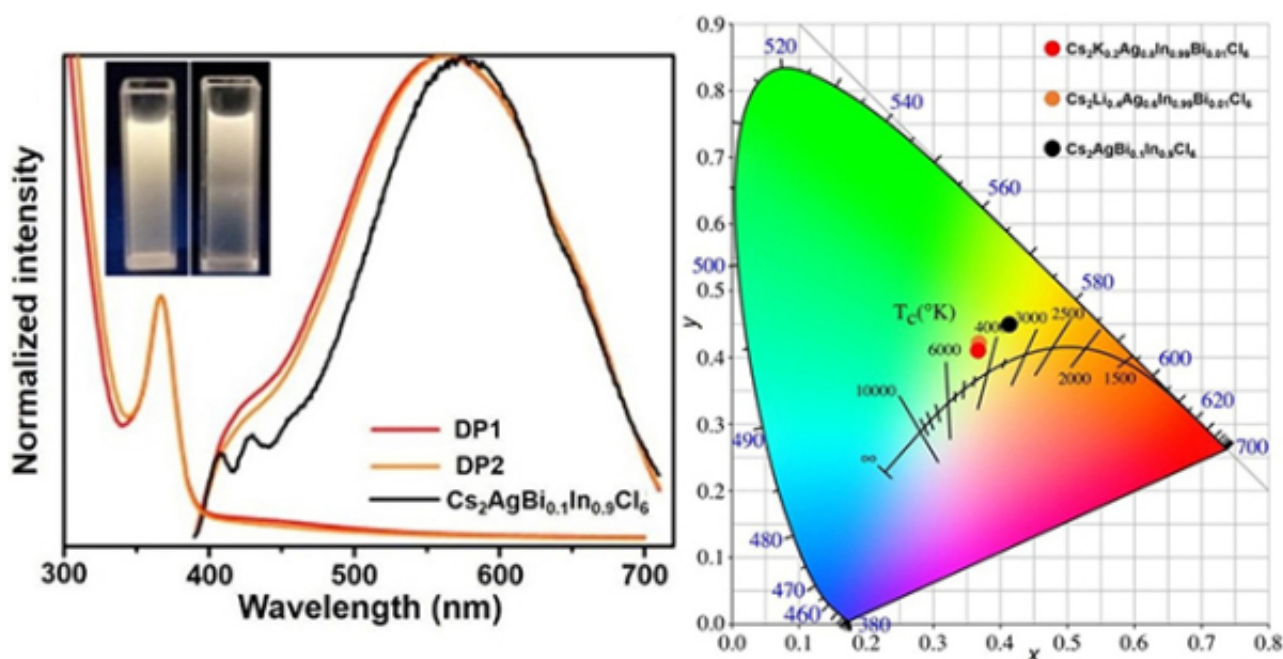 Normalized intensity
DP1
DP2
Cs₂AgBi₀.₁In₀.₉Cl₆
300 400 500 600 700
Wavelength (nm)
0.9
0.8
0.7
0.6
0.5
y
0.4
0.3
0.2
0.1
0.0
0.0 0.1 0.2 0.3 0.4 0.5 0.6 0.7 0.8
x
Cs₂K₀.₂Ag₀.₈In₀.₉₉Bi₀.₀₁Cl₆
Cs₂Li₀.₄Ag₀.₆In₀.₉₉Bi₀.₀₁Cl₆
Cs₂AgBi₀.₁In₀.₉Cl₆
520
540
560
500
580
600
620
700
490
480
470
460
380
T_C(°K)
4000 3000 2500
6000
10000
2000 1500
∞